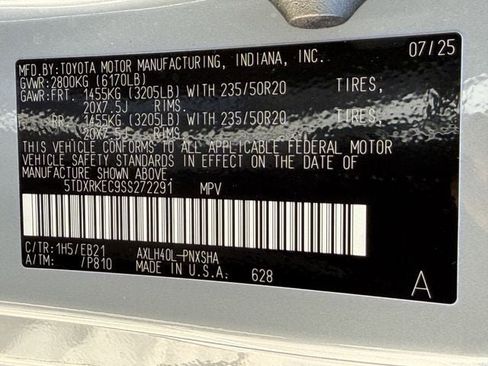 MFD.BY:TOYOTA MOTOR MANUFACTURING, INDIANA, INC. 07/25
GVWR:2800KG (6170LB)
GAWR:FRT. 1455KG (3205LB) WITH 235/50R20 TIRES,
20X7.5J RIMS.
RR. 1455KG (3205LB) WITH 235/50R20 TIRES,
20X7.5J RIMS.
THIS VEHICLE CONFORMS TO ALL APPLICABLE FEDERAL MOTOR
VEHICLE SAFETY STANDARDS IN EFFECT ON THE DATE OF
MANUFACTURE SHOWN ABOVE.
5TDXRKEC9SS272291 MPV
C/TR:1H5/EB21 AXLH40L-PNXSHA
A/TM: /P810 MADE IN U.S.A. 628 A